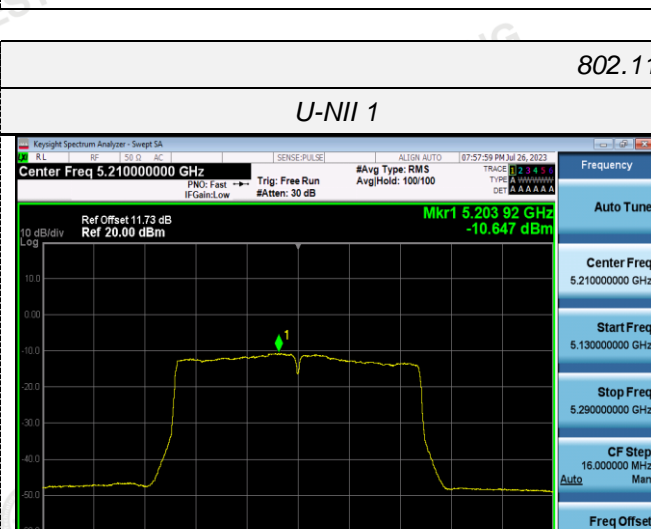 802.11
U-NII 1
Keysight Spectrum Analyzer - Swept SA
RL RF 50 Ω AC SENSE:PULSE ALIGN AUTO 07:57:59 PM Jul 26, 2023
Center Freq 5.210000000 GHz
PNO: Fast
IFGain:Low
Trig: Free Run
#Atten: 30 dB
#Avg Type: RMS
Avg|Hold: 100/100
TRACE 1 2 3 4 5 6
TYPE A WWWWW
DET A A A A A A
Frequency
Auto Tune
Mkr1 5.203 92 GHz
-10.647 dBm
Ref Offset 11.73 dB
10 dB/div Ref 20.00 dBm
Log
10.0
0.00
-10.0
-20.0
-30.0
-40.0
-50.0
1
Center Freq
5.210000000 GHz
Start Freq
5.130000000 GHz
Stop Freq
5.290000000 GHz
CF Step
16.000000 MHz
Auto Man
Freq Offset